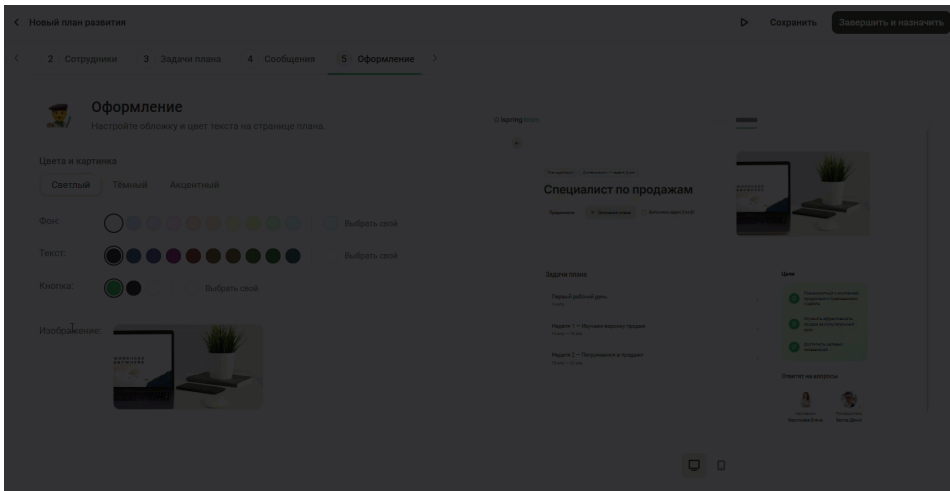 Новый план развития
Сохранить
Завершить и назначить
2 Сотрудники
3 Задачи плана
4 Сообщения
5 Оформление
Оформление
Настройте обложку и цвет текста на странице плана.
Цвета и картинка
Светлый
Тёмный
Акцентный
Фон:
Выбрать свой
Текст:
Выбрать свой
Кнопка:
Выбрать свой
Изображение:
ispring
Специалист по продажам
Задачи плана
Первый рабочий день
Неделя 1 — Изучаем воронку продаж
Неделя 2 — Погружаемся в продукт
Цели
Ответят на вопросы